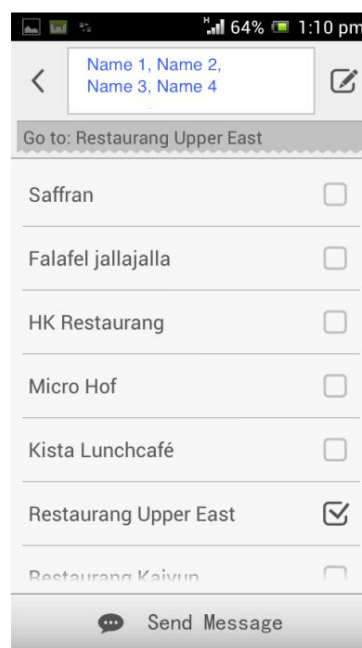 H 64% 1:10 pm
Name 1, Name 2,
Name 3, Name 4
Go to: Restaurang Upper East
Saffran
Falafel jallajalla
HK Restaurang
Micro Hof
Kista Lunchcafé
Restaurang Upper East
Restaurang Kaiyun
Send Message